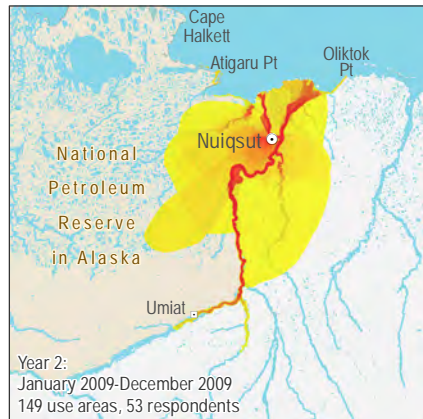 Cape
Halkett
Atigaru Pt
Oliktok
Pt
Nuiqsut
National
Petroleum
Reserve
in Alaska
Umiat
Year 2:
January 2009-December 2009
149 use areas, 53 respondents